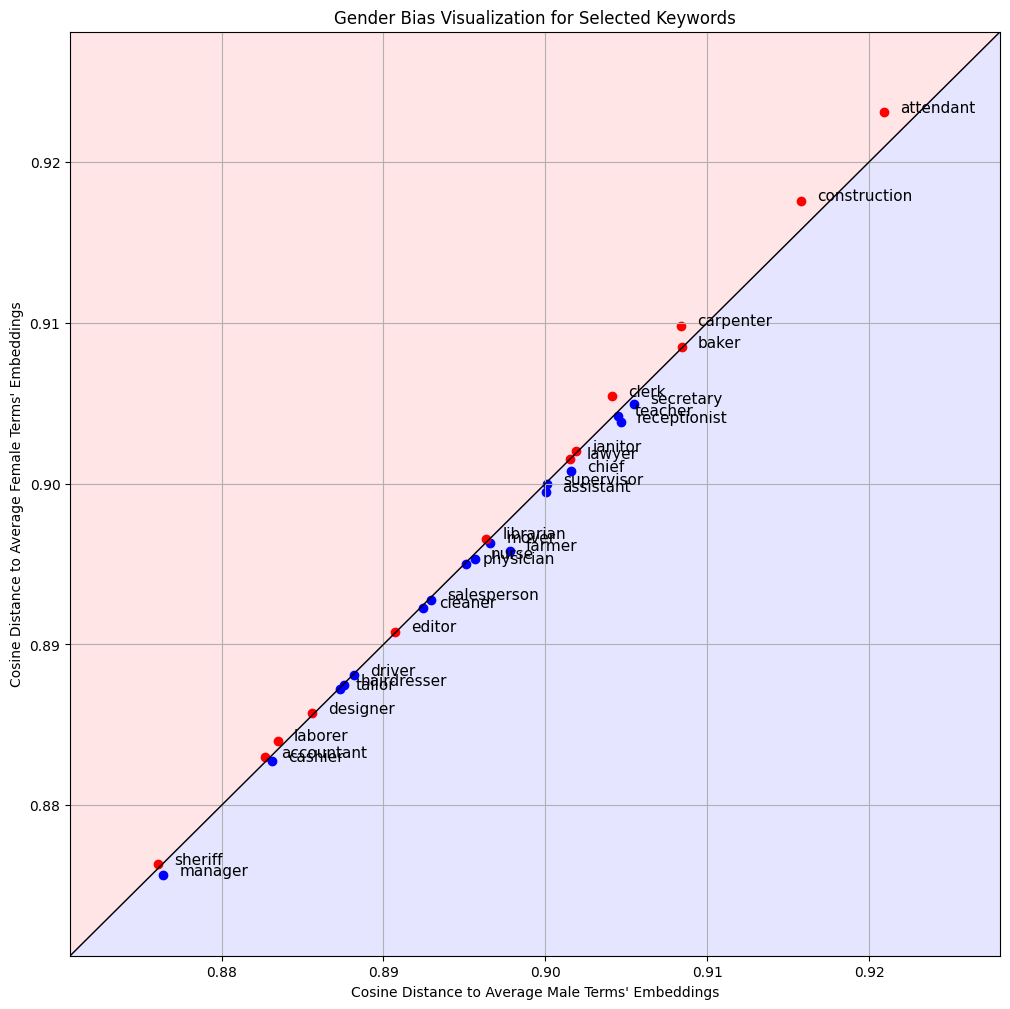 Gender Bias Visualization for Selected Keywords
attendant
0.92
construction
0.91
carpenter
baker
clerk
secretary
teacher
receptionist
janitor
lawyer
chief
0.90
supervisor
assistant
librarian
mover
farmer
nurse
physician
salesperson
cleaner
0.89
editor
driver
hairdresser
tailor
designer
laborer
accountant
cashier
0.88
sheriff
manager
0.88 0.89 0.90 0.91 0.92
Cosine Distance to Average Male Terms' Embeddings
Cosine Distance to Average Female Terms' Embeddings